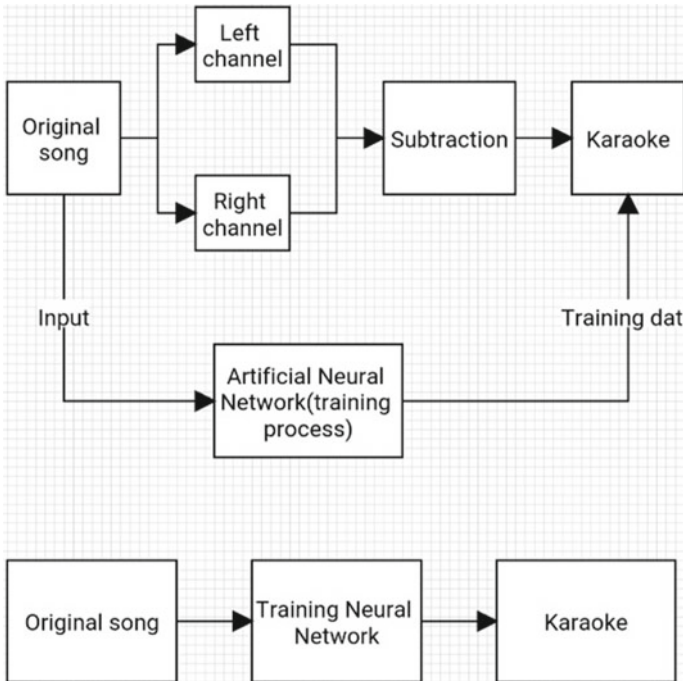 Left
channel
Original
song
Subtraction
Karaoke
Right
channel
Input
Training dat
Artificial Neural
Network(training
process)
Original song
Training Neural
Network
Karaoke